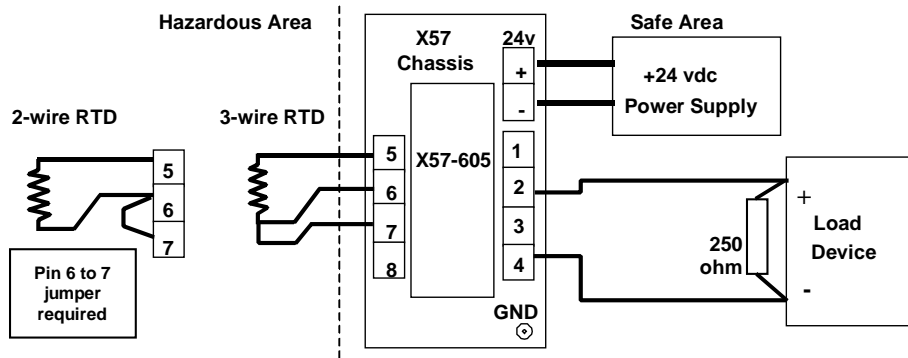 Hazardous Area
X57
Chassis
24v
Safe Area
+
-
+24 vdc
Power Supply
2-wire RTD
3-wire RTD
5
6
7
Pin 6 to 7
jumper
required
5
6
7
8
X57-605
1
2
3
4
GND
250
ohm
+
Load
Device
-